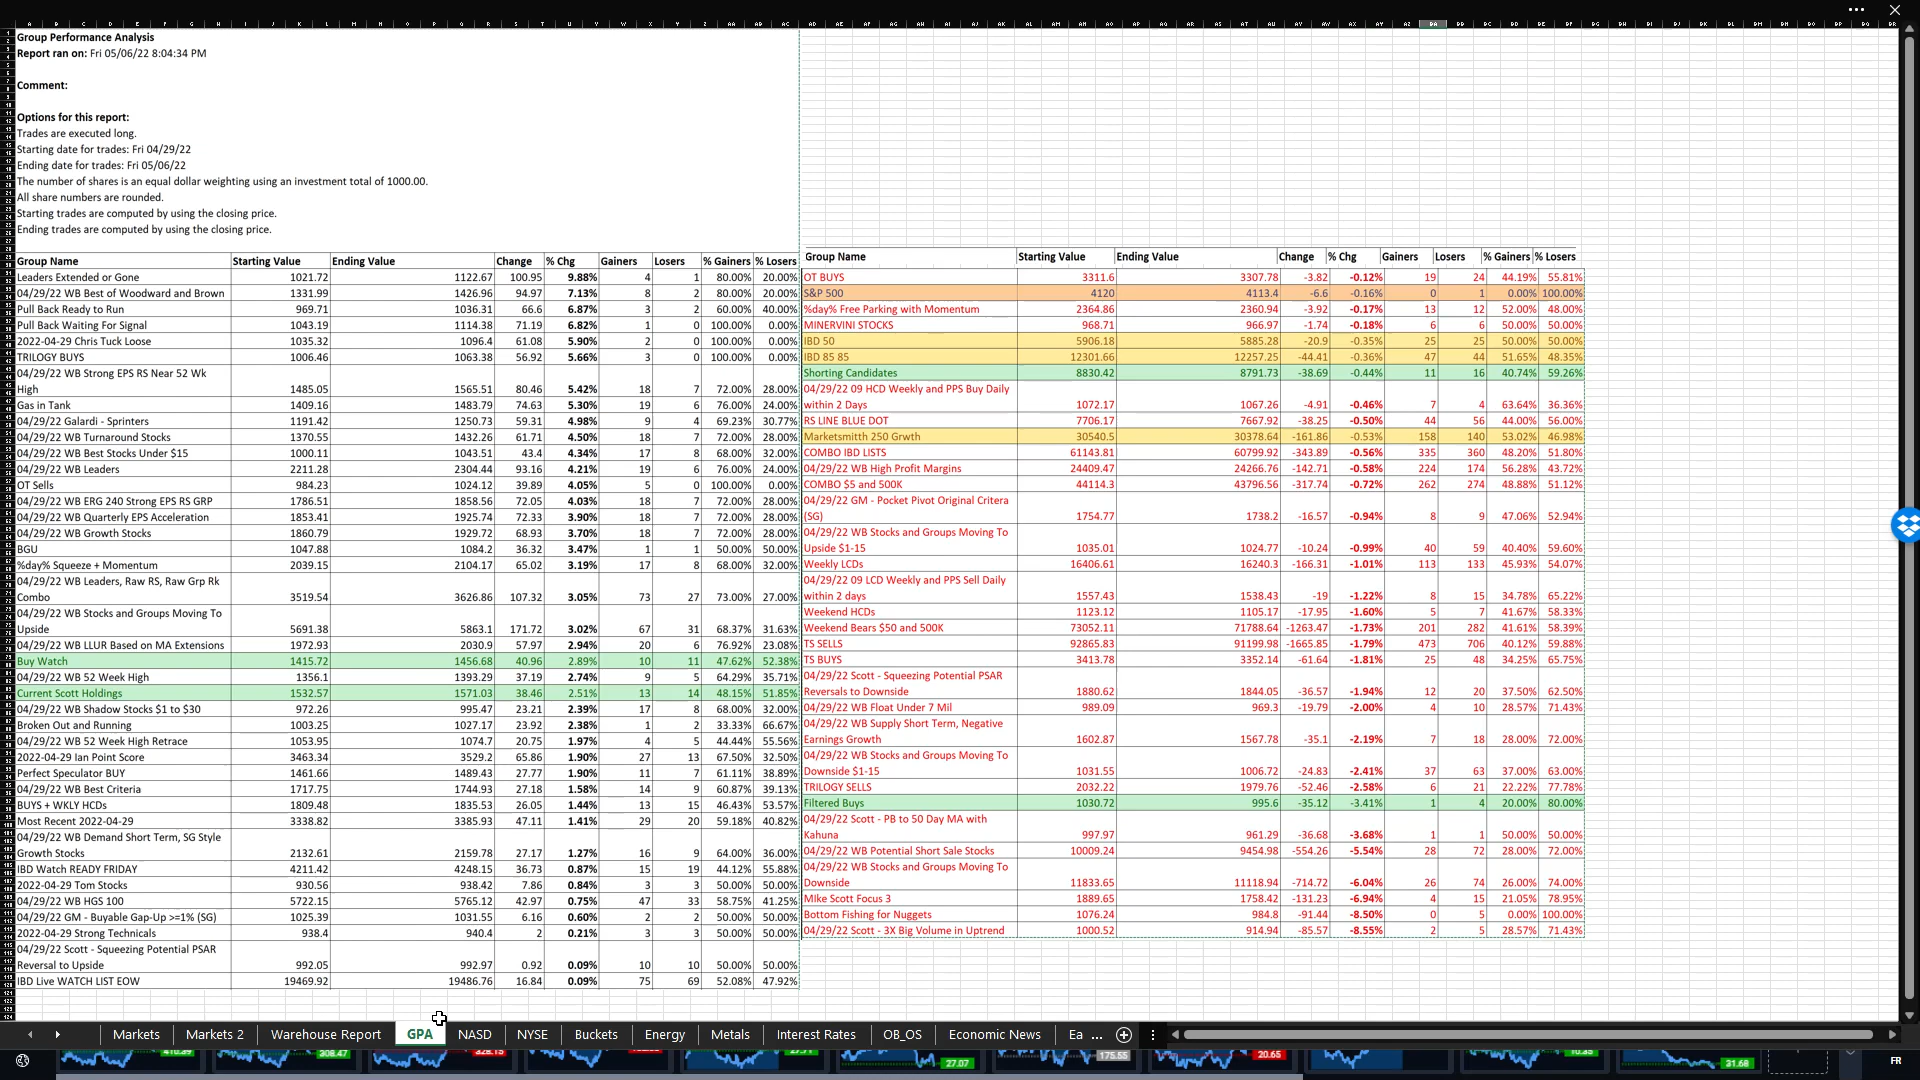 Group Performance Analysis
Report ran on: Fri 05/06/22 8:04:34 PM
Comment:
Options for this report:
Trades are executed long.
Starting date for trades: Fri 04/29/22
Ending date for trades: Fri 05/06/22
The number of shares is an equal dollar weighting using an investment total of 1000.00.
All share numbers are rounded.
Starting trades are computed by using the closing price.
Ending trades are computed by using the closing price.
Group Name Starting Value Ending Value Change % Chg Gainers Losers % Gainers % Losers
Leaders Extended or Gone 1021.72 1122.67 100.95 9.88% 4 1 80.00% 20.00%
04/29/22 WB Best of Woodward and Brown 1331.99 1426.96 94.97 7.13% 8 2 80.00% 20.00%
Pull Back Ready to Run 969.71 1036.31 66.6 6.87% 3 2 60.00% 40.00%
Pull Back Waiting For Signal 1043.19 1114.38 71.19 6.82% 1 0 100.00% 0.00%
2022-04-29 Chris Tuck Loose 1035.32 1096.4 61.08 5.90% 2 0 100.00% 0.00%
TRILOGY BUYS 1006.46 1063.38 56.92 5.66% 3 0 100.00% 0.00%
04/29/22 WB Strong EPS RS Near 52 Wk
High 1485.05 1565.51 80.46 5.42% 18 7 72.00% 28.00%
Gas in Tank 1409.16 1483.79 74.63 5.30% 19 6 76.00% 24.00%
04/29/22 Galardi - Sprinters 1191.42 1250.73 59.31 4.98% 9 4 69.23% 30.77%
04/29/22 WB Turnaround Stocks 1370.55 1432.26 61.71 4.50% 18 7 72.00% 28.00%
04/29/22 WB Best Stocks Under $15 1000.11 1043.51 43.4 4.34% 17 8 68.00% 32.00%
04/29/22 WB Leaders 2211.28 2304.44 93.16 4.21% 19 6 76.00% 24.00%
OT Sells 984.23 1024.12 39.89 4.05% 5 0 100.00% 0.00%
04/29/22 WB ERG 240 Strong EPS RS GRP 1786.51 1858.56 72.05 4.03% 18 7 72.00% 28.00%
04/29/22 WB Quarterly EPS Acceleration 1853.41 1925.74 72.33 3.90% 18 7 72.00% 28.00%
04/29/22 WB Growth Stocks 1860.79 1929.72 68.93 3.70% 18 7 72.00% 28.00%
BGU 1047.88 1084.2 36.32 3.47% 1 1 50.00% 50.00%
%day% Squeeze + Momentum 2039.15 2104.17 65.02 3.19% 17 8 68.00% 32.00%
04/29/22 WB Leaders, Raw RS, Raw Grp Rk
Combo 3519.54 3626.86 107.32 3.05% 73 27 73.00% 27.00%
04/29/22 WB Stocks and Groups Moving To
Upside 5691.38 5863.1 171.72 3.02% 67 31 68.37% 31.63%
04/29/22 WB LLUR Based on MA Extensions 1972.93 2030.9 57.97 2.94% 20 6 76.92% 23.08%
Buy Watch 1415.72 1456.68 40.96 2.89% 10 11 47.62% 52.38%
04/29/22 WB 52 Week High 1356.1 1393.29 37.19 2.74% 9 5 64.29% 35.71%
Current Scott Holdings 1532.57 1571.03 38.46 2.51% 13 14 48.15% 51.85%
04/29/22 WB Shadow Stocks $1 to $30 972.26 995.47 23.21 2.39% 17 8 68.00% 32.00%
Broken Out and Running 1003.25 1027.17 23.92 2.38% 1 2 33.33% 66.67%
04/29/22 WB 52 Week High Retrace 1053.95 1074.7 20.75 1.97% 4 5 44.44% 55.56%
2022-04-29 Ian Point Score 3463.34 3529.2 65.86 1.90% 27 13 67.50% 32.50%
Perfect Speculator BUY 1461.66 1489.43 27.77 1.90% 11 7 61.11% 38.89%
04/29/22 WB Best Criteria 1717.75 1744.93 27.18 1.58% 14 9 60.87% 39.13%
BUYS + WKLY HCDs 1809.48 1835.53 26.05 1.44% 13 15 46.43% 53.57%
Most Recent 2022-04-29 3338.82 3385.93 47.11 1.41% 29 20 59.18% 40.82%
04/29/22 WB Demand Short Term, SG Style
Growth Stocks 2132.61 2159.78 27.17 1.27% 16 9 64.00% 36.00%
IBD Watch READY FRIDAY 4211.42 4248.15 36.73 0.87% 15 19 44.12% 55.88%
2022-04-29 Tom Stocks 930.56 938.42 7.86 0.84% 3 3 50.00% 50.00%
04/29/22 WB HGS 100 5722.15 5765.12 42.97 0.75% 47 33 58.75% 41.25%
04/29/22 GM - Buyable Gap-Up >=1% (SG) 1025.39 1031.55 6.16 0.60% 2 2 50.00% 50.00%
2022-04-29 Strong Technicals 938.4 940.4 2 0.21% 3 3 50.00% 50.00%
04/29/22 Scott - Squeezing Potential PSAR
Reversal to Upside 992.05 992.97 0.92 0.09% 10 10 50.00% 50.00%
IBD Live WATCH LIST EOW 19469.92 19486.76 16.84 0.09% 75 69 52.08% 47.92%
Group Name Starting Value Ending Value Change % Chg Gainers Losers % Gainers % Losers
OT BUYS 3311.6 3307.78 -3.82 -0.12% 19 24 44.19% 55.81%
S&P 500 4120 4113.4 -6.6 -0.16% 0 1 0.00% 100.00%
%day% Free Parking with Momentum 2364.86 2360.94 -3.92 -0.17% 13 12 52.00% 48.00%
MINERVINI STOCKS 968.71 966.97 -1.74 -0.18% 6 6 50.00% 50.00%
IBD 50 5906.18 5885.28 -20.9 -0.35% 25 25 50.00% 50.00%
IBD 85 85 12301.66 12257.25 -44.41 -0.36% 47 44 51.65% 48.35%
Shorting Candidates 8830.42 8791.73 -38.69 -0.44% 11 16 40.74% 59.26%
04/29/22 09 HCD Weekly and PPS Buy Daily
within 2 Days 1072.17 1067.26 -4.91 -0.46% 7 4 63.64% 36.36%
RS LINE BLUE DOT 7706.17 7667.92 -38.25 -0.50% 44 56 44.00% 56.00%
Marketsmitth 250 Grwth 30540.5 30378.64 -161.86 -0.53% 158 140 53.02% 46.98%
COMBO IBD LISTS 61143.81 60799.92 -343.89 -0.56% 335 360 48.20% 51.80%
04/29/22 WB High Profit Margins 24409.47 24266.76 -142.71 -0.58% 224 174 56.28% 43.72%
COMBO $5 and 500K 44114.3 43796.56 -317.74 -0.72% 262 274 48.88% 51.12%
04/29/22 GM - Pocket Pivot Original Critera
(SG) 1754.77 1738.2 -16.57 -0.94% 8 9 47.06% 52.94%
04/29/22 WB Stocks and Groups Moving To
Upside $1-15 1035.01 1024.77 -10.24 -0.99% 40 59 40.40% 59.60%
Weekly LCDs 16406.61 16240.3 -166.31 -1.01% 113 133 45.93% 54.07%
04/29/22 09 LCD Weekly and PPS Sell Daily
within 2 days 1557.43 1538.43 -19 -1.22% 8 15 34.78% 65.22%
Weekend HCDs 1123.12 1105.17 -17.95 -1.60% 5 7 41.67% 58.33%
Weekend Bears $50 and 500K 73052.11 71788.64 -1263.47 -1.73% 201 282 41.61% 58.39%
TS SELLS 92865.83 91199.98 -1665.85 -1.79% 473 706 40.12% 59.88%
TS BUYS 3413.78 3352.14 -61.64 -1.81% 25 48 34.25% 65.75%
04/29/22 Scott - Squeezing Potential PSAR
Reversals to Downside 1880.62 1844.05 -36.57 -1.94% 12 20 37.50% 62.50%
04/29/22 WB Float Under 7 Mil 989.09 969.3 -19.79 -2.00% 4 10 28.57% 71.43%
04/29/22 WB Supply Short Term, Negative
Earnings Growth 1602.87 1567.78 -35.1 -2.19% 7 18 28.00% 72.00%
04/29/22 WB Stocks and Groups Moving To
Downside $1-15 1031.55 1006.72 -24.83 -2.41% 37 63 37.00% 63.00%
TRILOGY SELLS 2032.22 1979.76 -52.46 -2.58% 6 21 22.22% 77.78%
Filtered Buys 1030.72 995.6 -35.12 -3.41% 1 4 20.00% 80.00%
04/29/22 Scott - PB to 50 Day MA with
Kahuna 997.97 961.29 -36.68 -3.68% 1 1 50.00% 50.00%
04/29/22 WB Potential Short Sale Stocks 10009.24 9454.98 -554.26 -5.54% 28 72 28.00% 72.00%
04/29/22 WB Stocks and Groups Moving To
Downside 11833.65 11118.94 -714.72 -6.04% 26 74 26.00% 74.00%
MIke Scott Focus 3 1889.65 1758.42 -131.23 -6.94% 4 15 21.05% 78.95%
Bottom Fishing for Nuggets 1076.24 984.8 -91.44 -8.50% 0 5 0.00% 100.00%
04/29/22 Scott - 3X Big Volume in Uptrend 1000.52 914.94 -85.57 -8.55% 2 5 28.57% 71.43%
Markets Markets 2 Warehouse Report GPA NASD NYSE Buckets Energy Metals Interest Rates OB_OS Economic News Ea ...
308.47 27.07 175.55 20.65 31.68 FR